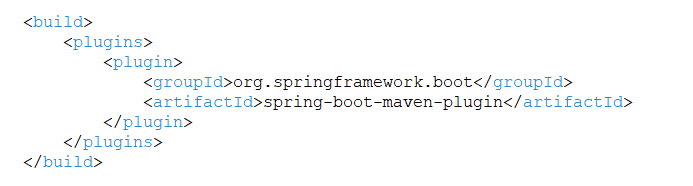 <build>
    <plugins>
        <plugin>
            <groupId>org.springframework.boot</groupId>
            <artifactId>spring-boot-maven-plugin</artifactId>
        </plugin>
    </plugins>
</build>